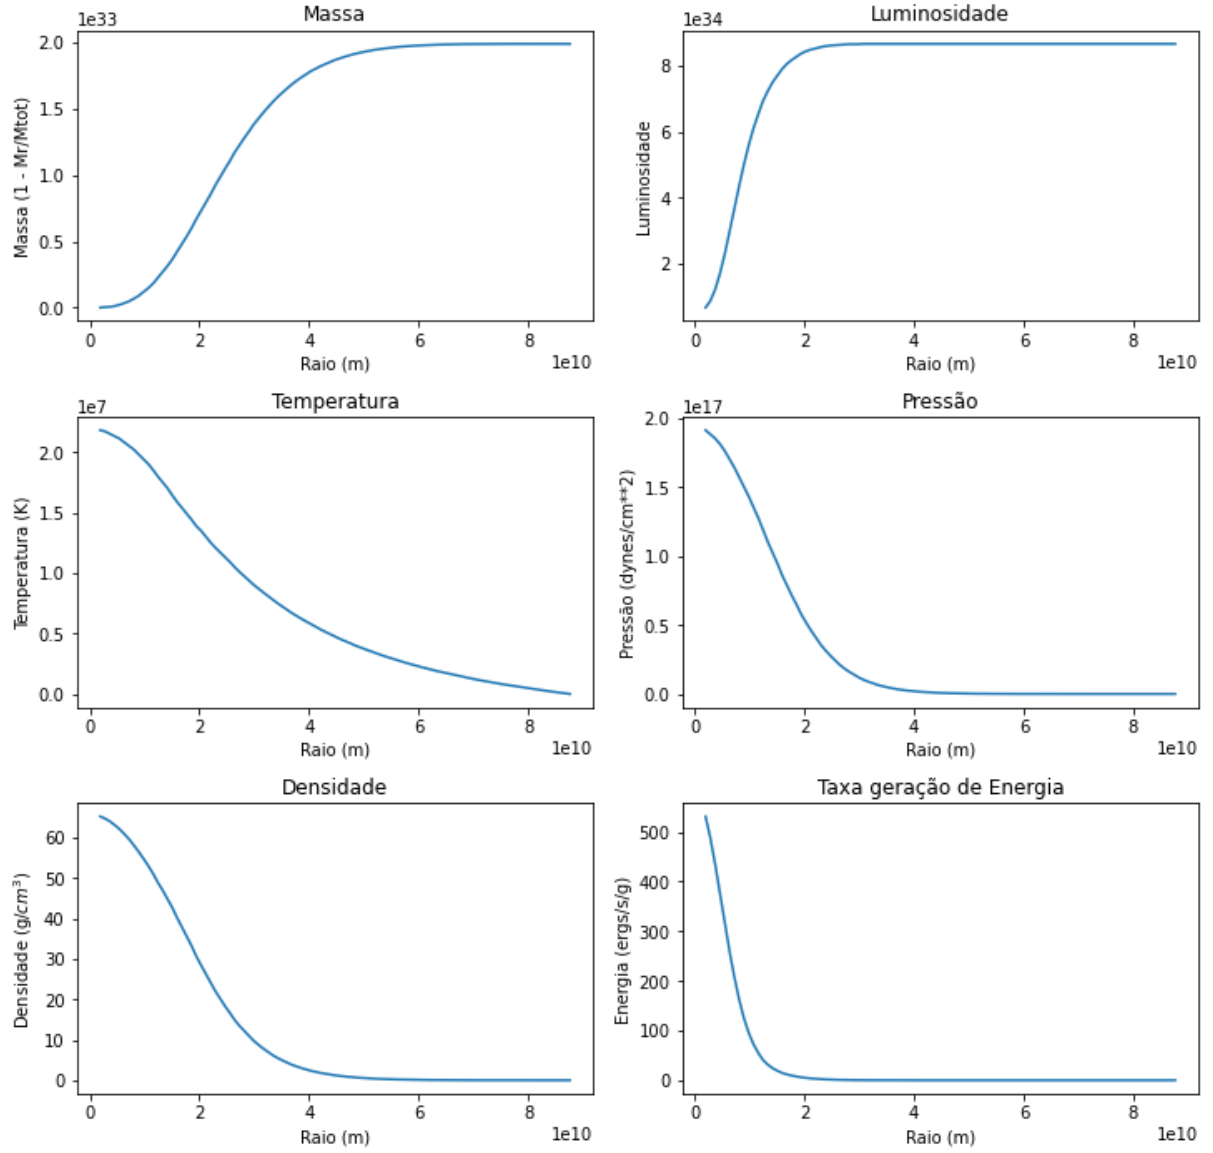 Massa
1e33
Massa (1 - Mr/Mtot)
2.0
1.5
1.0
0.5
0.0
0 2 4 6 8
Raio (m)
1e10
Luminosidade
1e34
Luminosidade
8
6
4
2
0 2 4 6 8
Raio (m)
1e10
Temperatura
1e7
Temperatura (K)
2.0
1.5
1.0
0.5
0.0
0 2 4 6 8
Raio (m)
1e10
Pressão
1e17
Pressão (dynes/cm**2)
2.0
1.5
1.0
0.5
0.0
0 2 4 6 8
Raio (m)
1e10
Densidade
Densidade (g/cm³)
60
50
40
30
20
10
0
0 2 4 6 8
Raio (m)
1e10
Taxa geração de Energia
Energia (ergs/s/g)
500
400
300
200
100
0
0 2 4 6 8
Raio (m)
1e10